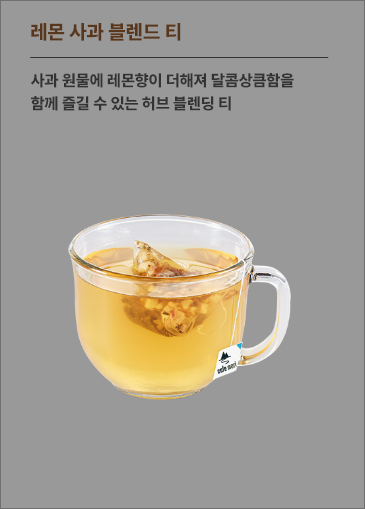 레몬 사과 블렌드 티
사과 원물에 레몬향이 더해져 달콤상큼함을
함께 즐길 수 있는 허브 블렌딩 티